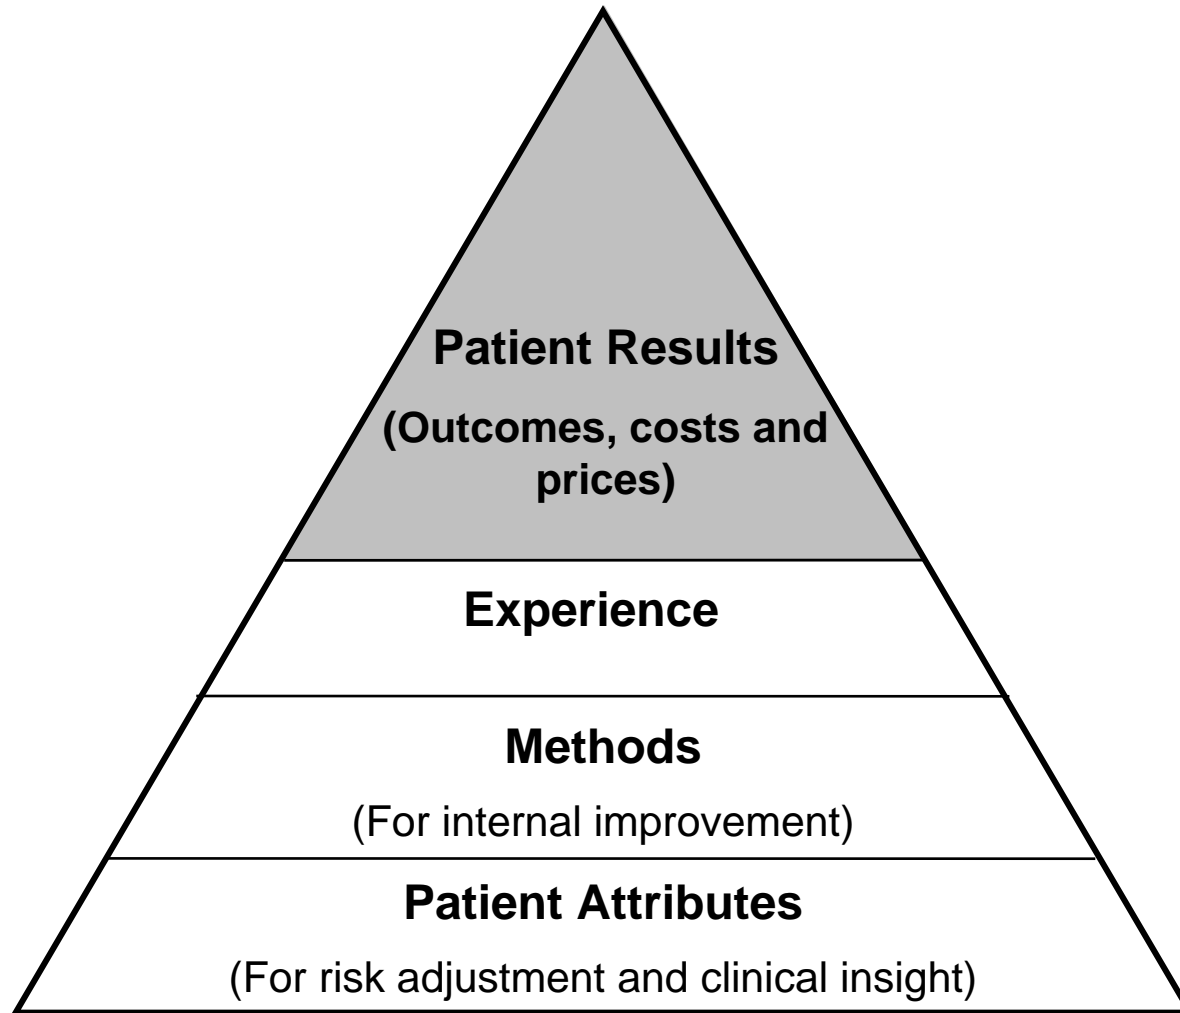 Patient Results
(Outcomes, costs and
prices)
Experience
Methods
(For internal improvement)
Patient Attributes
(For risk adjustment and clinical insight)